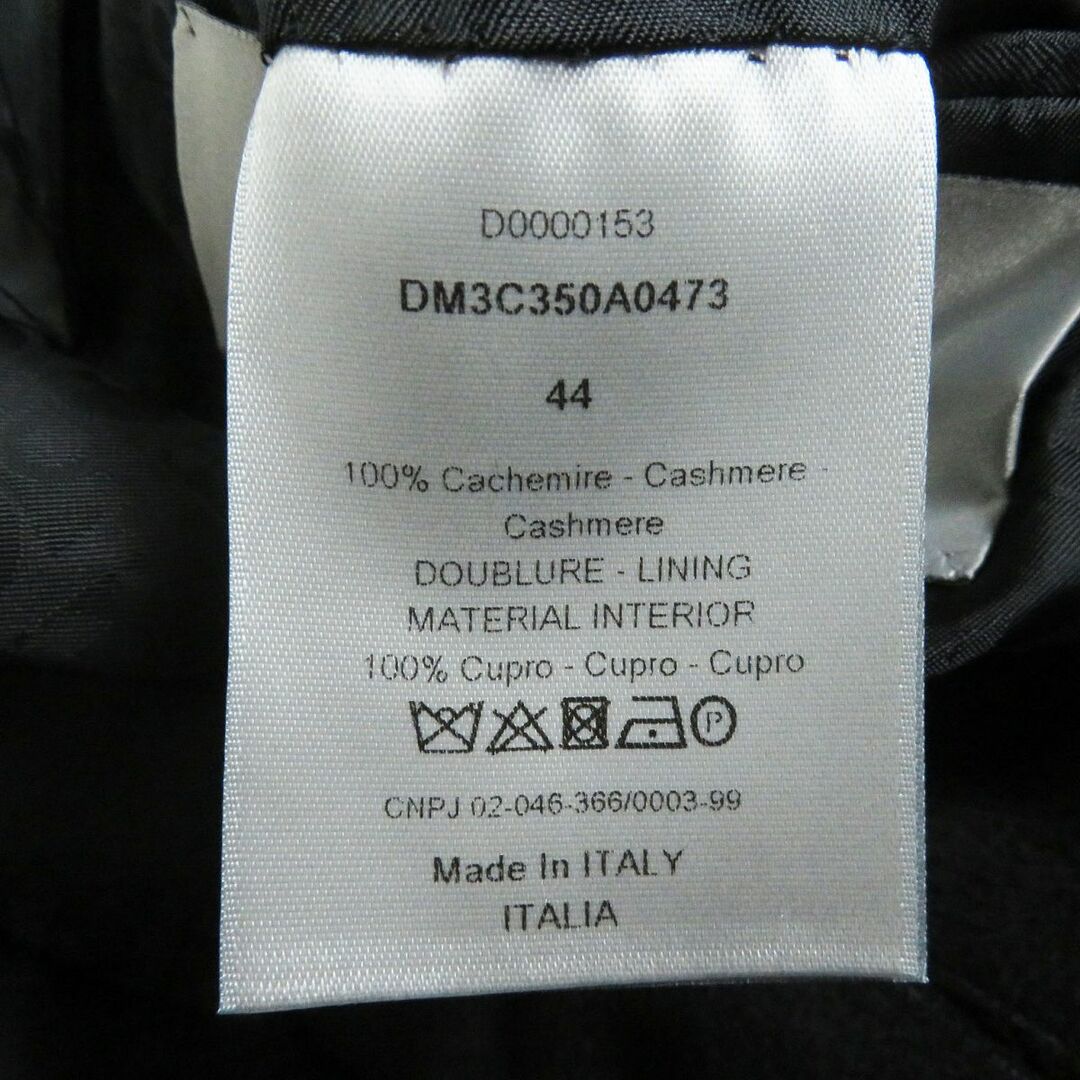 D0000153
DM3C350A0473
44
100% Cachemire - Cashmere -
Cashmere
DOUBLURE - LINING
MATERIAL INTERIOR
100% Cupro - Cupro - Cupro
P
CNPJ 02-046-366/0003-99
Made In ITALY
ITALIA